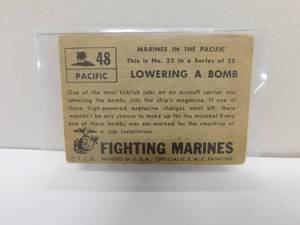 48
PACIFIC
MARINES IN THE PACIFIC
This is No. 35 in a Series of 35
LOWERING A BOMB
One of the most ticklish jobs on an aircraft carrier was
lowering the bombs into the ship's magazine. If one of
these high-powered explosive charges went off, there
wouldn't be any chance to make up for the mistake! Every
one of these bombs was ear-marked for the smashing of
a Jap installation.
FIGHTING MARINES
© T. C. G. PRINTED IN U.S.A. OFFICIAL U.S.M.C. PAINTING